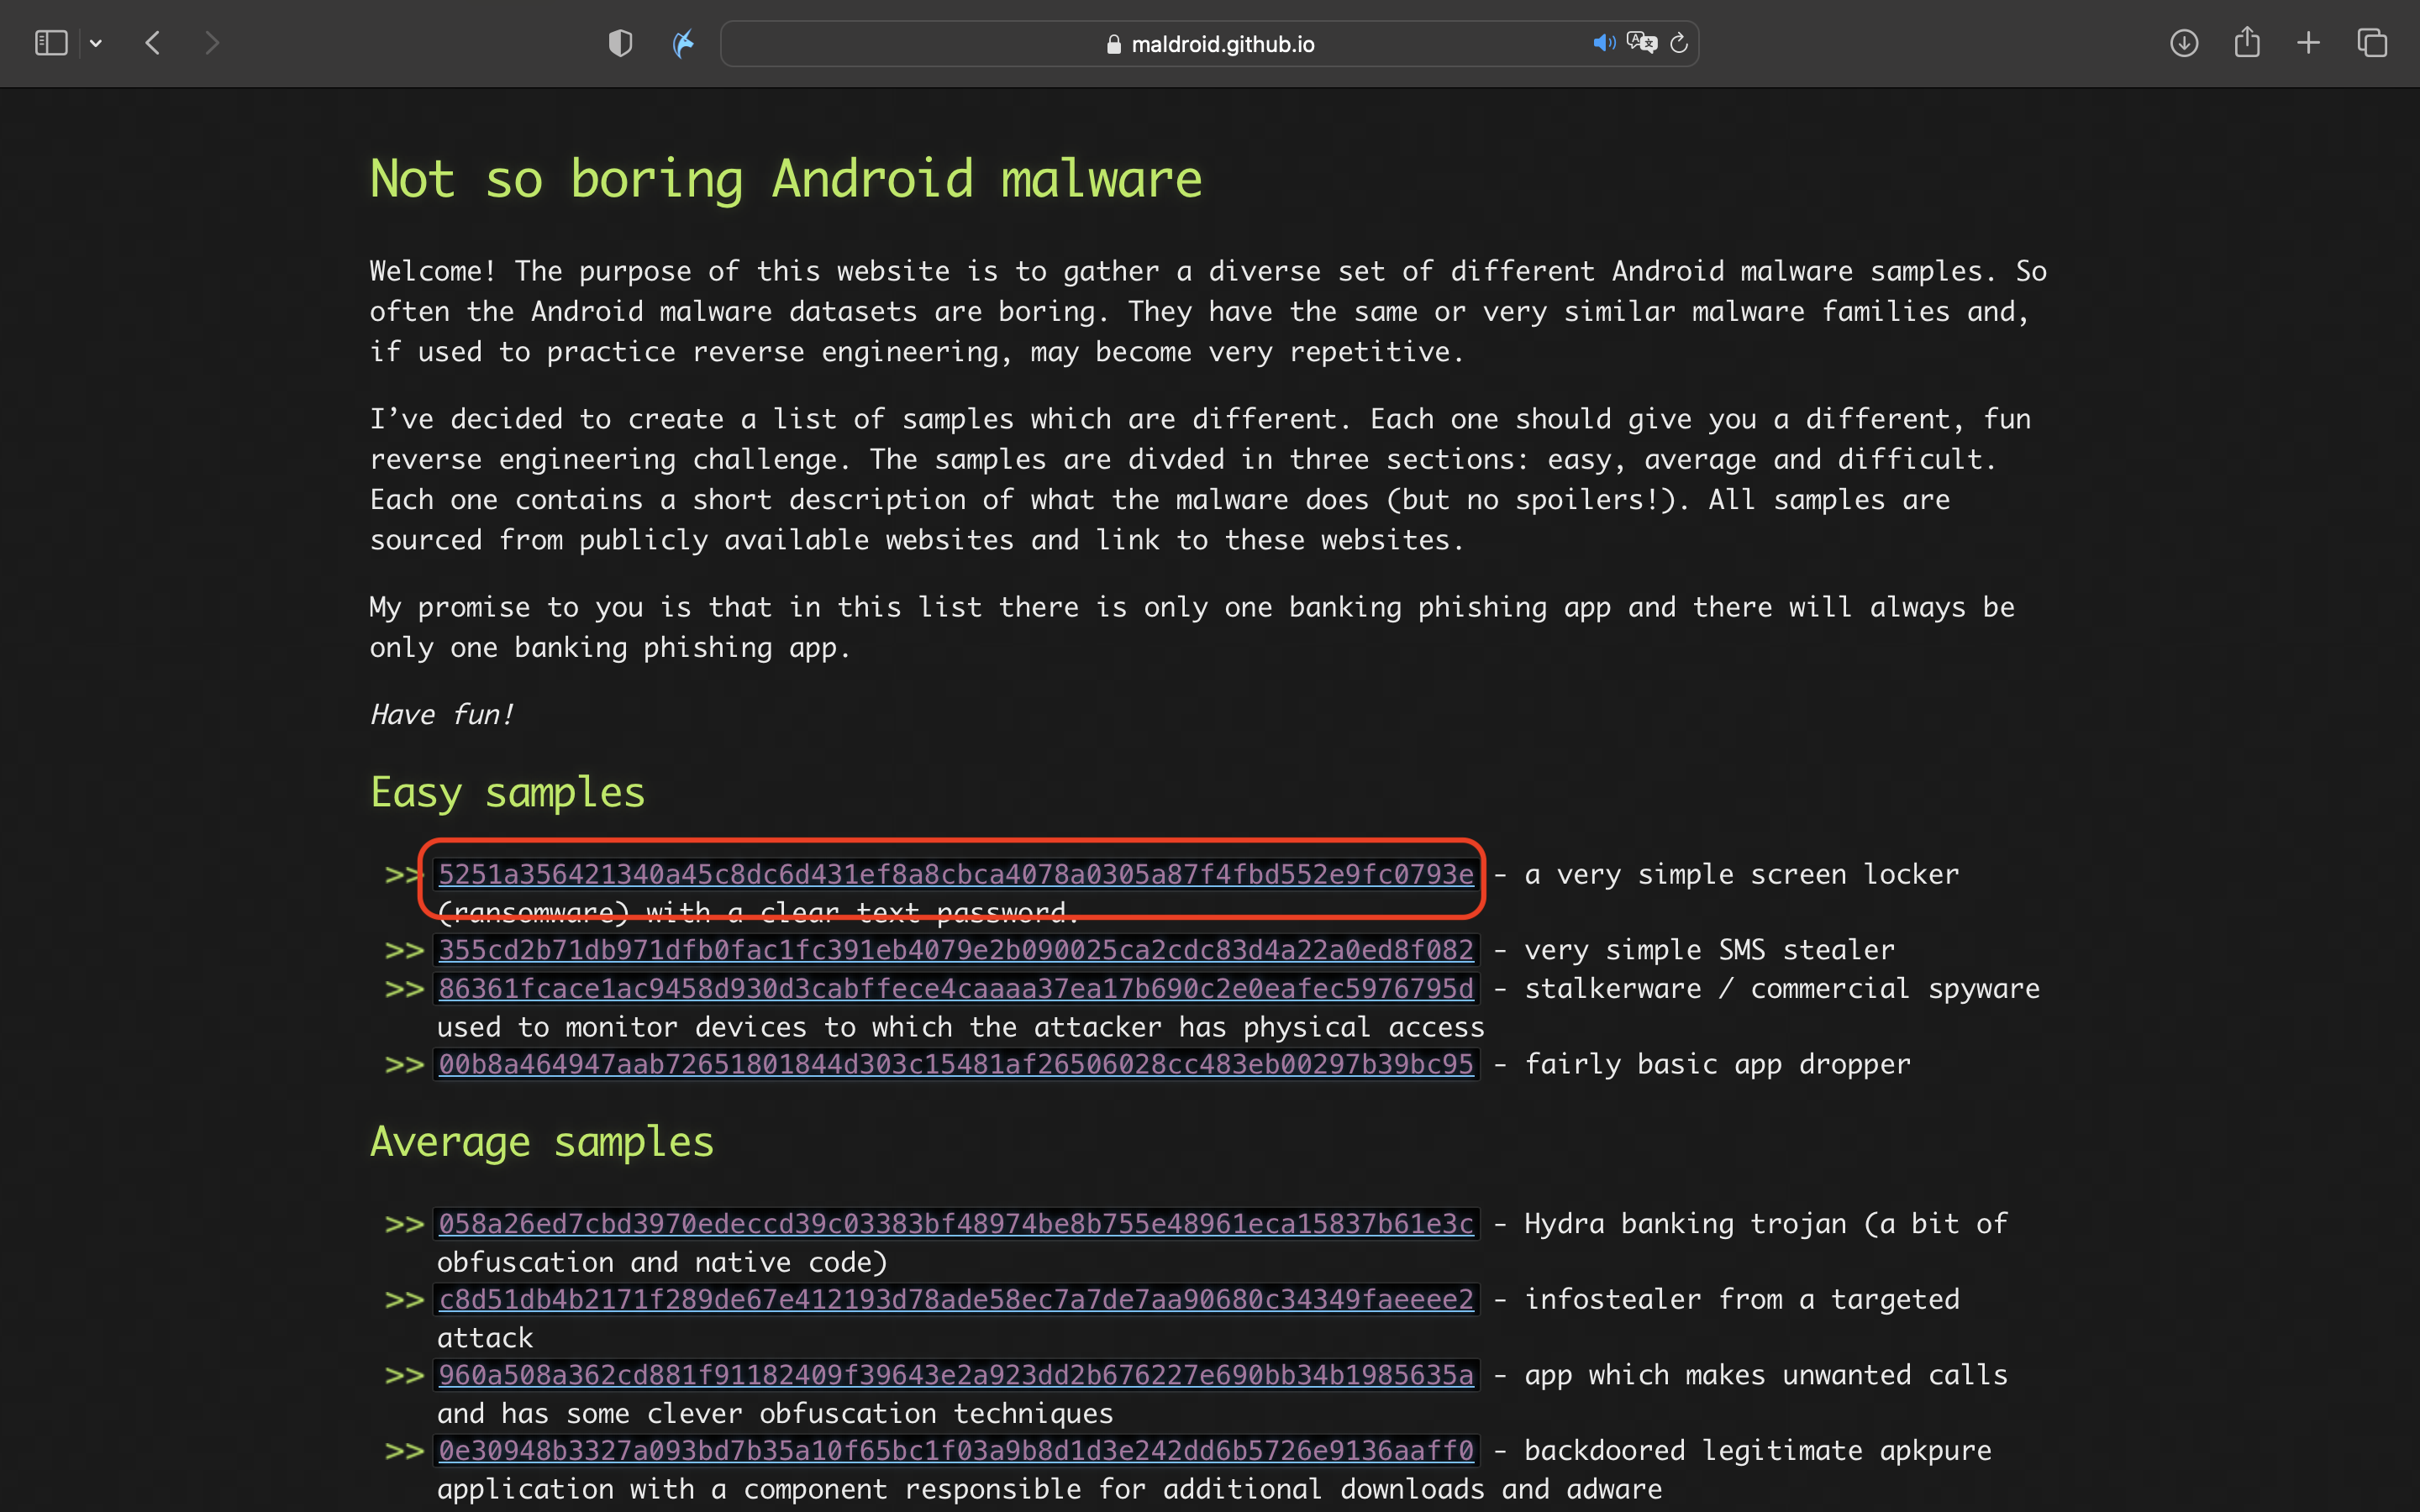 maldroid.github.io
Not so boring Android malware
Welcome! The purpose of this website is to gather a diverse set of different Android malware samples. So
often the Android malware datasets are boring. They have the same or very similar malware families and,
if used to practice reverse engineering, may become very repetitive.
I’ve decided to create a list of samples which are different. Each one should give you a different, fun
reverse engineering challenge. The samples are divded in three sections: easy, average and difficult.
Each one contains a short description of what the malware does (but no spoilers!). All samples are
sourced from publicly available websites and link to these websites.
My promise to you is that in this list there is only one banking phishing app and there will always be
only one banking phishing app.
Have fun!
Easy samples
>> 5251a356421340a45c8dc6d431ef8a8cbca4078a0305a87f4fbd552e9fc0793e - a very simple screen locker
(ransomware) with a clear text password.
>> 355cd2b71db971dfb0fac1fc391eb4079e2b090025ca2cdc83d4a22a0ed8f082 - very simple SMS stealer
>> 86361fcace1ac9458d930d3cabffece4caaaa37ea17b690c2e0eafec5976795d - stalkerware / commercial spyware
used to monitor devices to which the attacker has physical access
>> 00b8a464947aab72651801844d303c15481af26506028cc483eb00297b39bc95 - fairly basic app dropper
Average samples
>> 058a26ed7cbd3970edeccd39c03383bf48974be8b755e48961eca15837b61e3c - Hydra banking trojan (a bit of
obfuscation and native code)
>> c8d51db4b2171f289de67e412193d78ade58ec7a7de7aa90680c34349faeeee2 - infostealer from a targeted
attack
>> 960a508a362cd881f91182409f39643e2a923dd2b676227e690bb34b1985635a - app which makes unwanted calls
and has some clever obfuscation techniques
>> 0e30948b3327a093bd7b35a10f65bc1f03a9b8d1d3e242dd6b5726e9136aaff0 - backdoored legitimate apkpure
application with a component responsible for additional downloads and adware